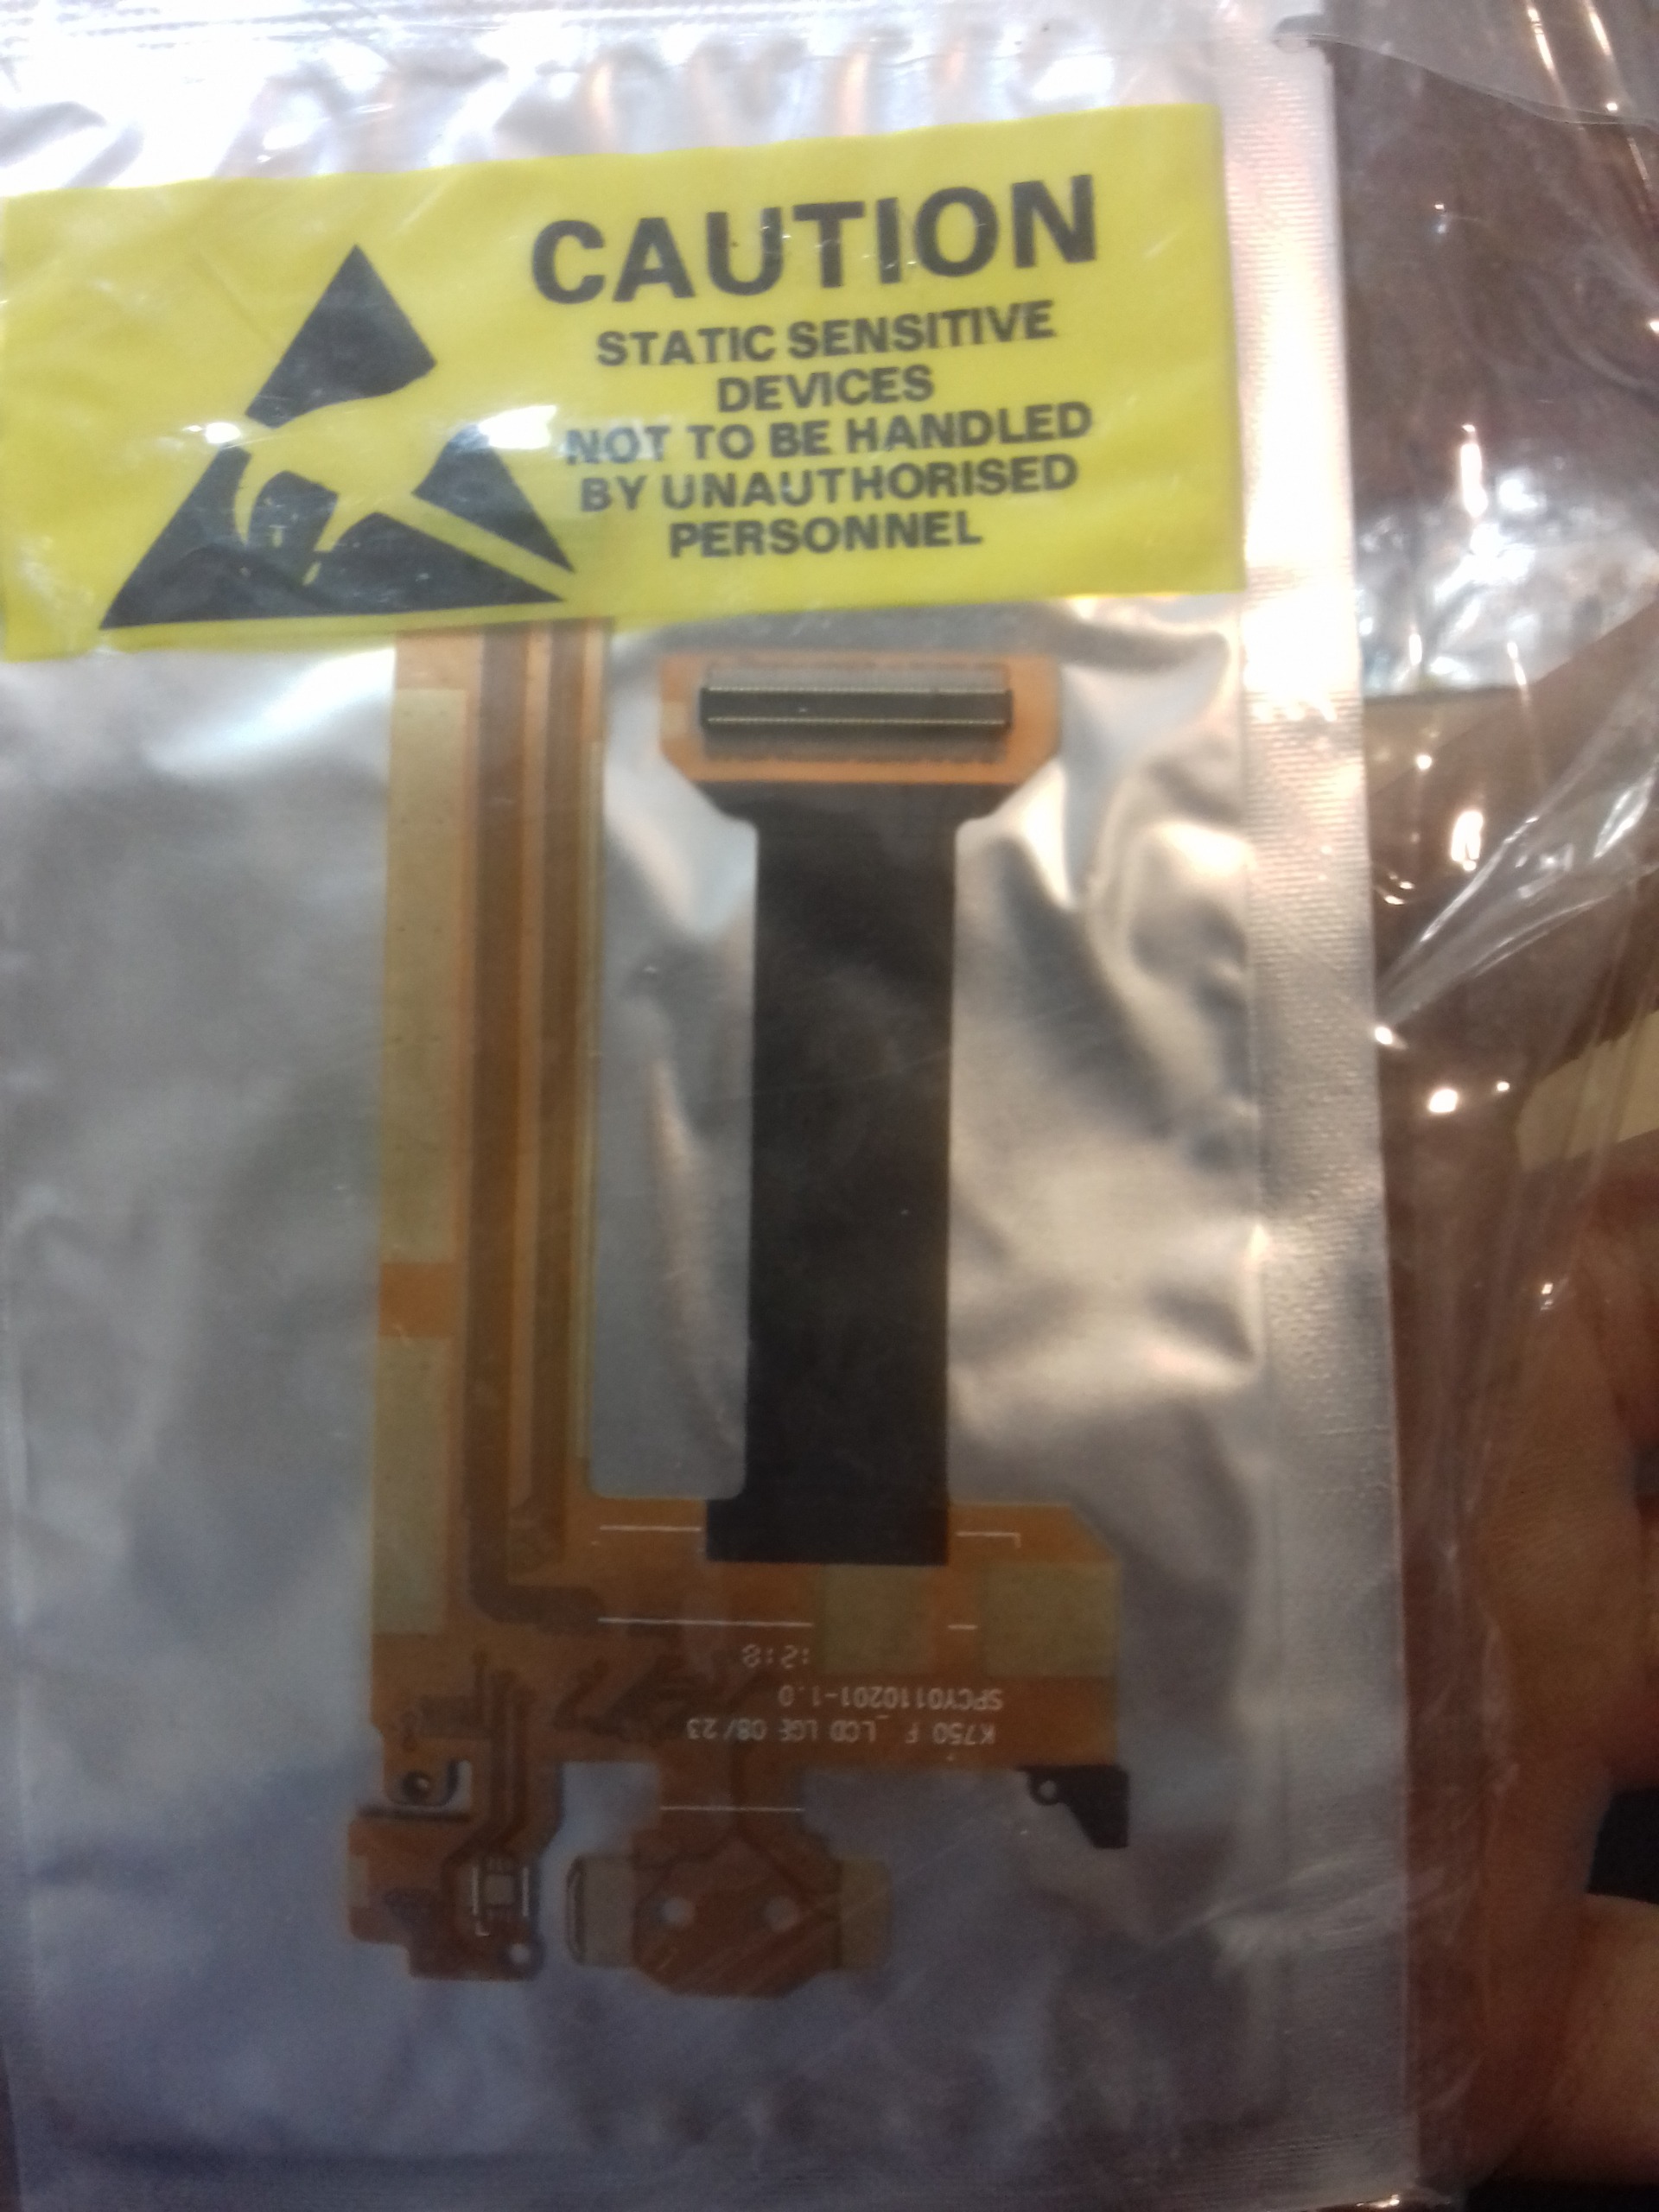 CAUTION
STATIC SENSITIVE
DEVICES
NOT TO BE HANDLED
BY UNAUTHORISED
PERSONNEL
K750 F_LCD LGE 08/23
SPCY0110201-1.0